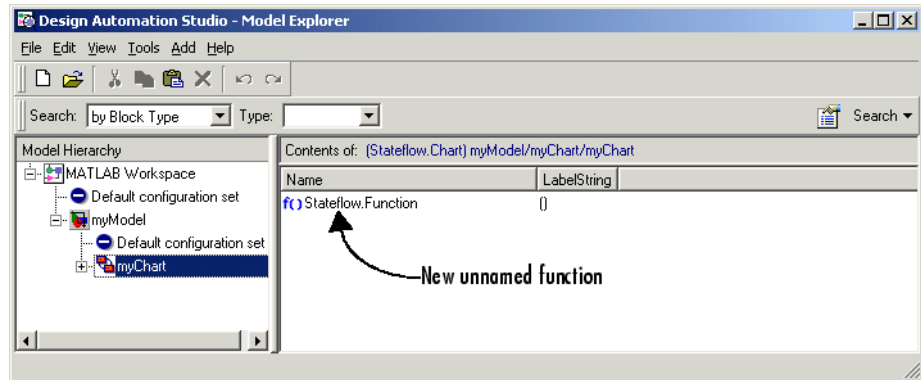 Design Automation Studio - Model Explorer
File Edit View Tools Add Help
Search: by Block Type Type: Search
Model Hierarchy
MATLAB Workspace
Default configuration set
myModel
Default configuration set
myChart
Contents of: (Stateflow.Chart) myModel/myChart/myChart
Name LabelString
f() Stateflow.Function ()
New unnamed function